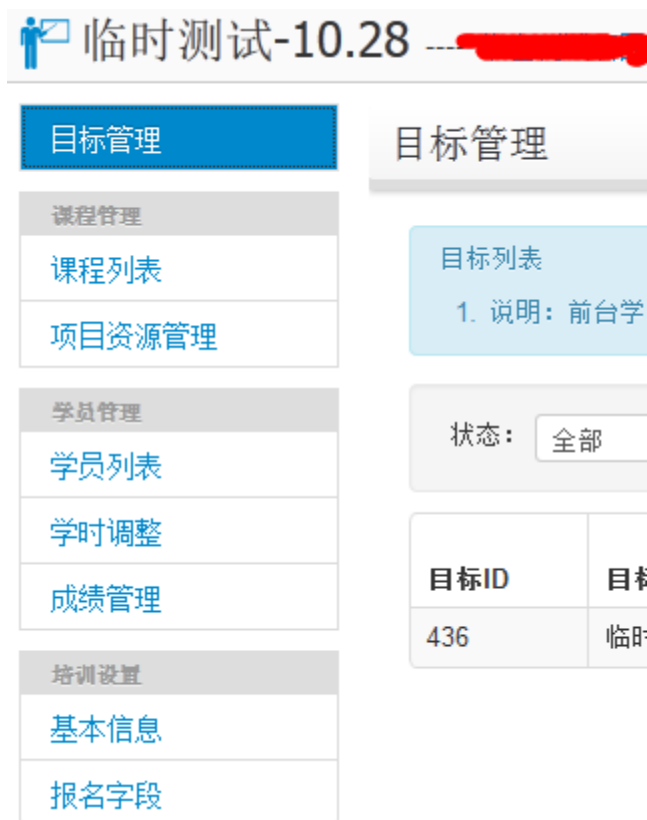 临时测试-10.28 ----
目标管理
课程管理
课程列表
项目资源管理
学员管理
学员列表
学时调整
成绩管理
培训设置
基本信息
报名字段
目标管理
目标列表
1. 说明：前台学
状态： 全部
目标ID
436 临时